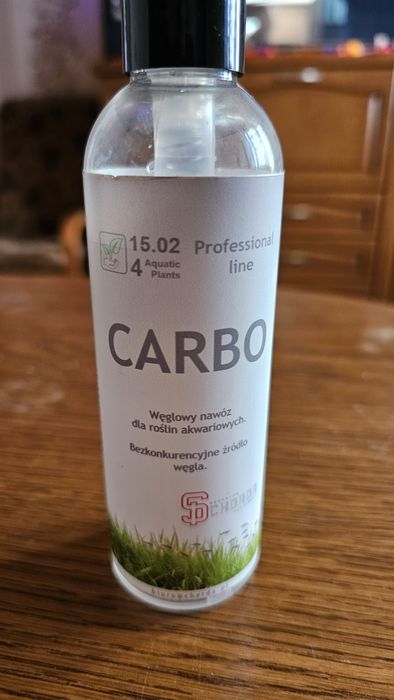 15.02
4 Aquatic Plants
Professional
line
CARBO
Węglowy nawóz
dla roślin akwariowych.
Bezkonkurencyjne źródło
węgla.